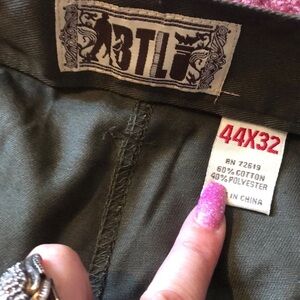 BTL
44X32
RN 72619
60% COTTON
40% POLYESTER
IN CHINA